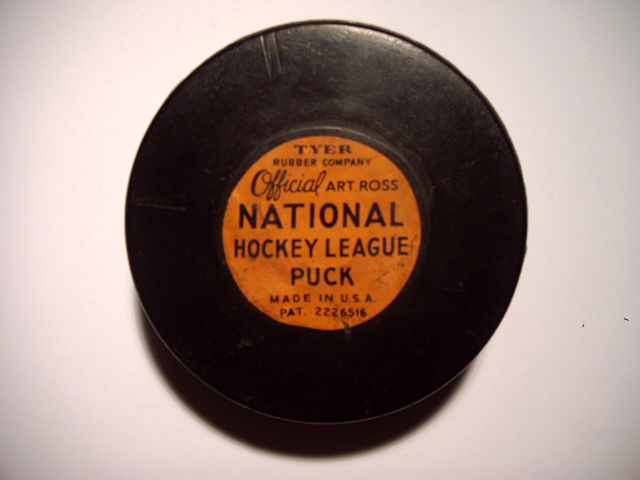 TYER
RUBBER COMPANY
Official ART ROSS
NATIONAL
HOCKEY LEAGUE
PUCK
MADE IN U.S.A.
PAT. 2226516